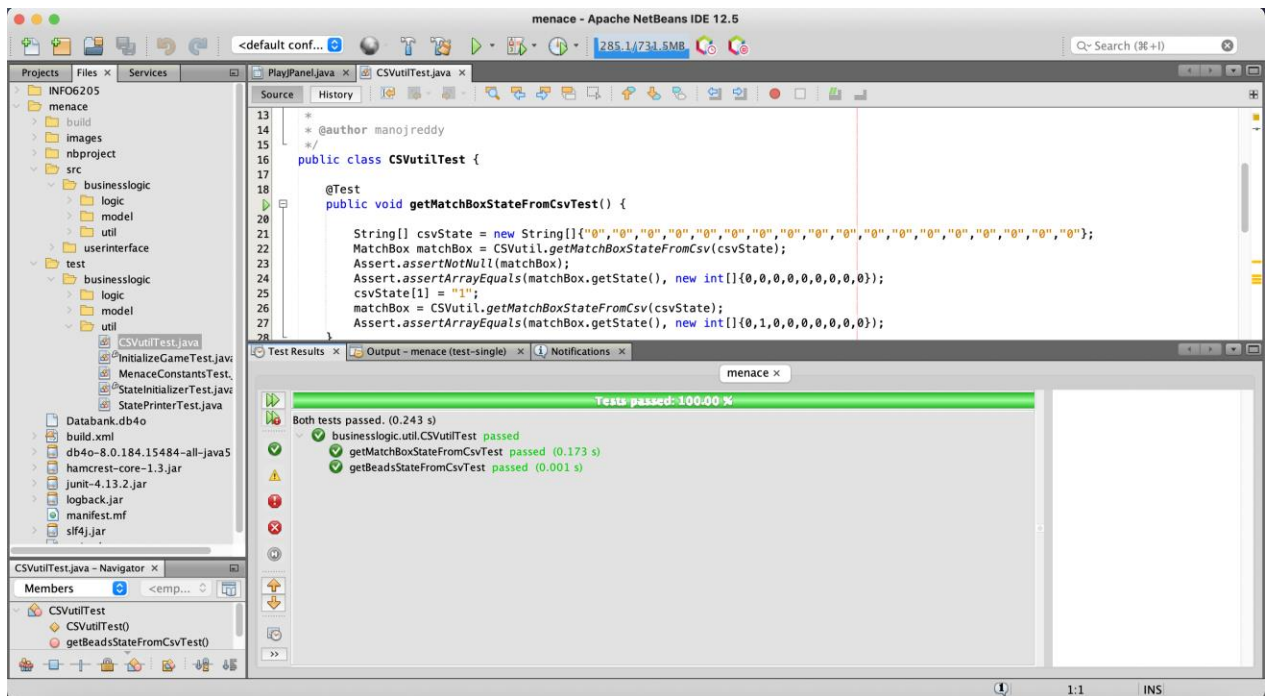 menace - Apache NetBeans IDE 12.5
<default conf...
285.1/731.5MB
Search (⌘+I)
Projects Files × Services
PlayJPanel.java × CSVutilTest.java ×
Source History
INFO6205
menace
build
images
nbproject
src
businesslogic
logic
model
util
userinterface
test
businesslogic
logic
model
util
CSVutilTest.java
InitializeGameTest.java
MenaceConstantsTest.
StateInitializerTest.java
StatePrinterTest.java
Databank.db4o
build.xml
db4o-8.0.184.15484-all-java5
hamcrest-core-1.3.jar
junit-4.13.2.jar
logback.jar
manifest.mf
slf4j.jar
13 *
14 * @author manojreddy
15 */
16 public class CSVutilTest {
17
18 @Test
public void getMatchBoxStateFromCsvTest() {
20
21 String[] csvState = new String[]{"0","0","0","0","0","0","0","0","0","0","0","0","0","0","0","0","0","0"};
22 MatchBox matchBox = CSVutil.getMatchBoxStateFromCsv(csvState);
23 Assert.assertNotNull(matchBox);
24 Assert.assertArrayEquals(matchBox.getState(), new int[]{0,0,0,0,0,0,0,0,0});
25 csvState[1] = "1";
26 matchBox = CSVutil.getMatchBoxStateFromCsv(csvState);
27 Assert.assertArrayEquals(matchBox.getState(), new int[]{0,1,0,0,0,0,0,0,0});
28 }
Test Results × Output – menace (test-single) × Notifications ×
menace ×
Tests passed: 100.00 %
Both tests passed. (0.243 s)
businesslogic.util.CSVutilTest passed
getMatchBoxStateFromCsvTest passed (0.173 s)
getBeadsStateFromCsvTest passed (0.001 s)
CSVutilTest.java – Navigator ×
Members <emp...
CSVutilTest
CSVutilTest()
getBeadsStateFromCsvTest()
>>
1:1 INS